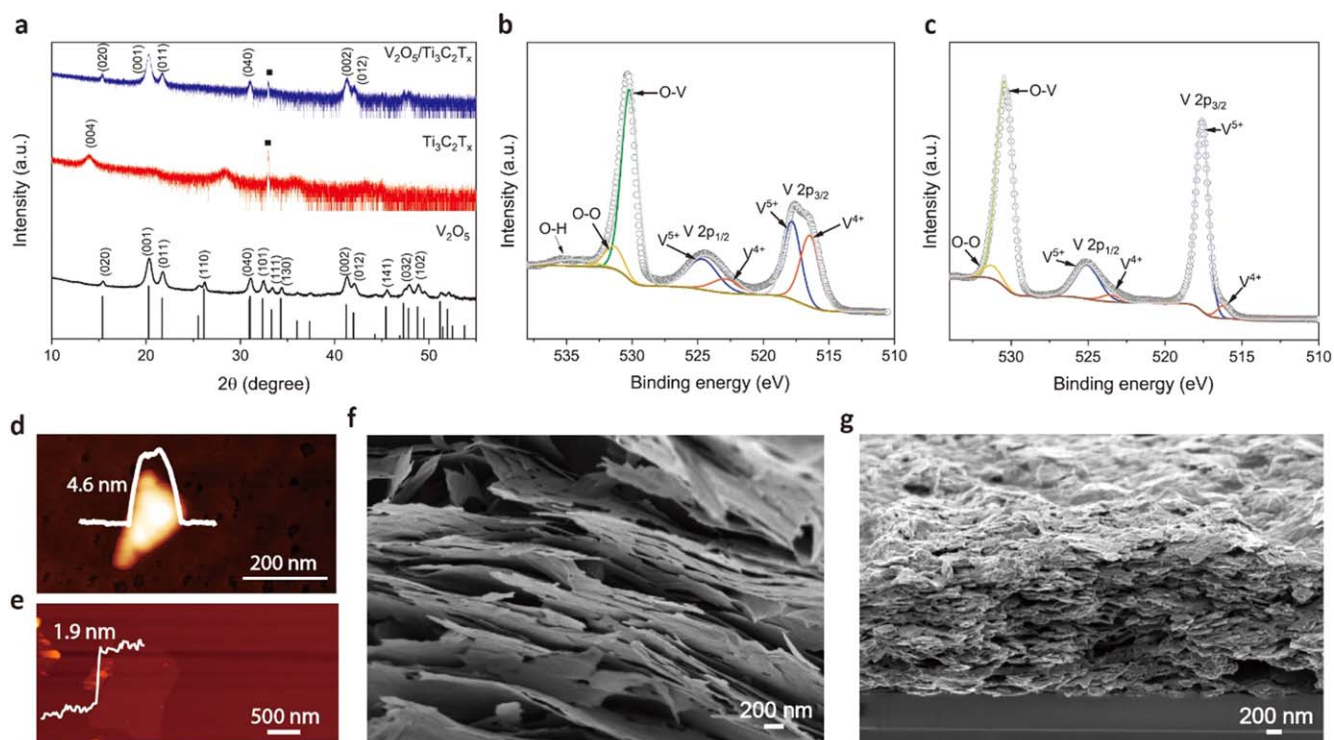 a
V₂O₅/Ti₃C₂Tₓ
(020)
(001)
(011)
(040)
(002)
(012)
Ti₃C₂Tₓ
(004)
V₂O₅
(020)
(001)
(011)
(110)
(040)
(101)
(111)
(130)
(002)
(012)
(141)
(032)
(102)
Intensity (a.u.)
10 20 30 40 50
2θ (degree)
b
O-V
O-O
O-H
V⁵⁺
V 2p₁/₂
V⁴⁺
V 2p₃/₂
V⁵⁺
V⁴⁺
Intensity (a.u.)
535 530 525 520 515 510
Binding energy (eV)
c
O-V
O-O
V⁵⁺
V 2p₁/₂
V⁴⁺
V 2p₃/₂
V⁵⁺
V⁴⁺
Intensity (a.u.)
530 525 520 515 510
Binding energy (eV)
d
4.6 nm
200 nm
e
1.9 nm
500 nm
f
200 nm
g
200 nm